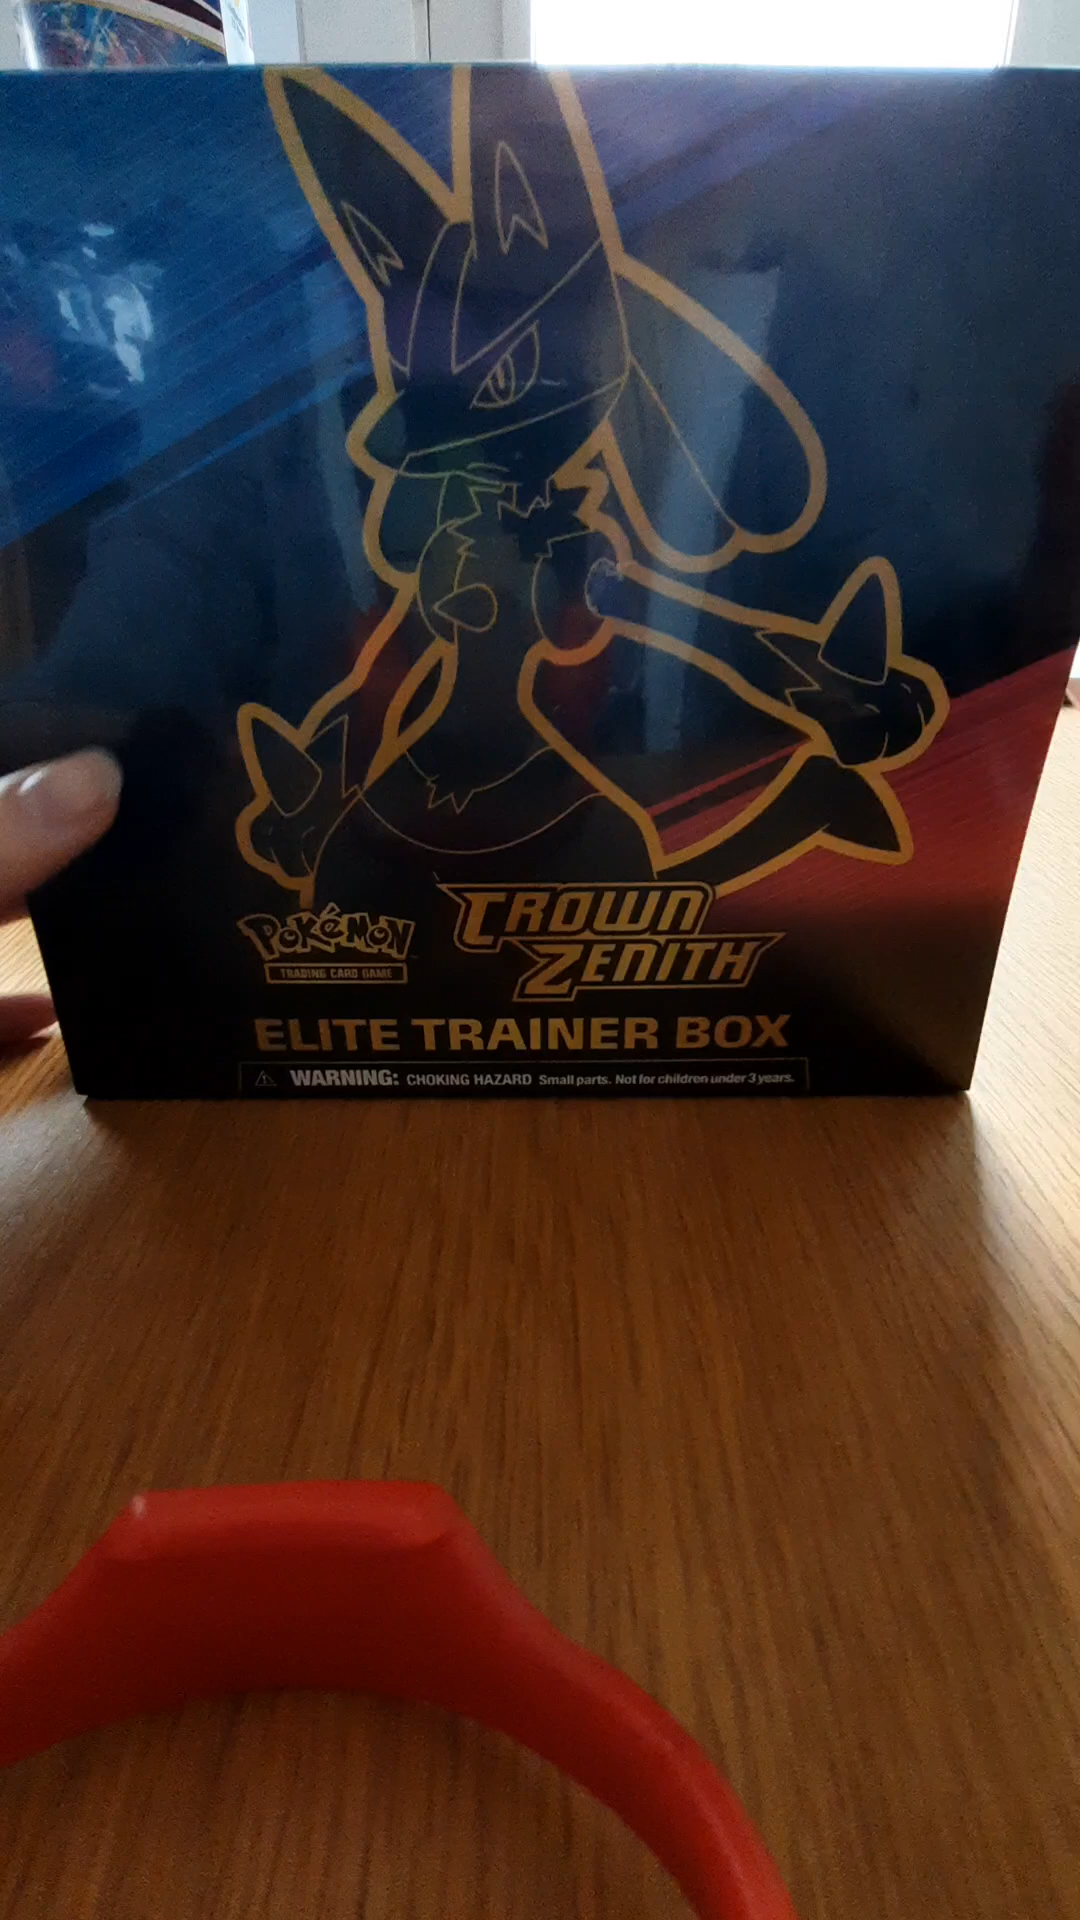 POKéMON
TRADING CARD GAME
CROWN
ZENITH
ELITE TRAINER BOX
WARNING: CHOKING HAZARD Small parts. Not for children under 3 years.